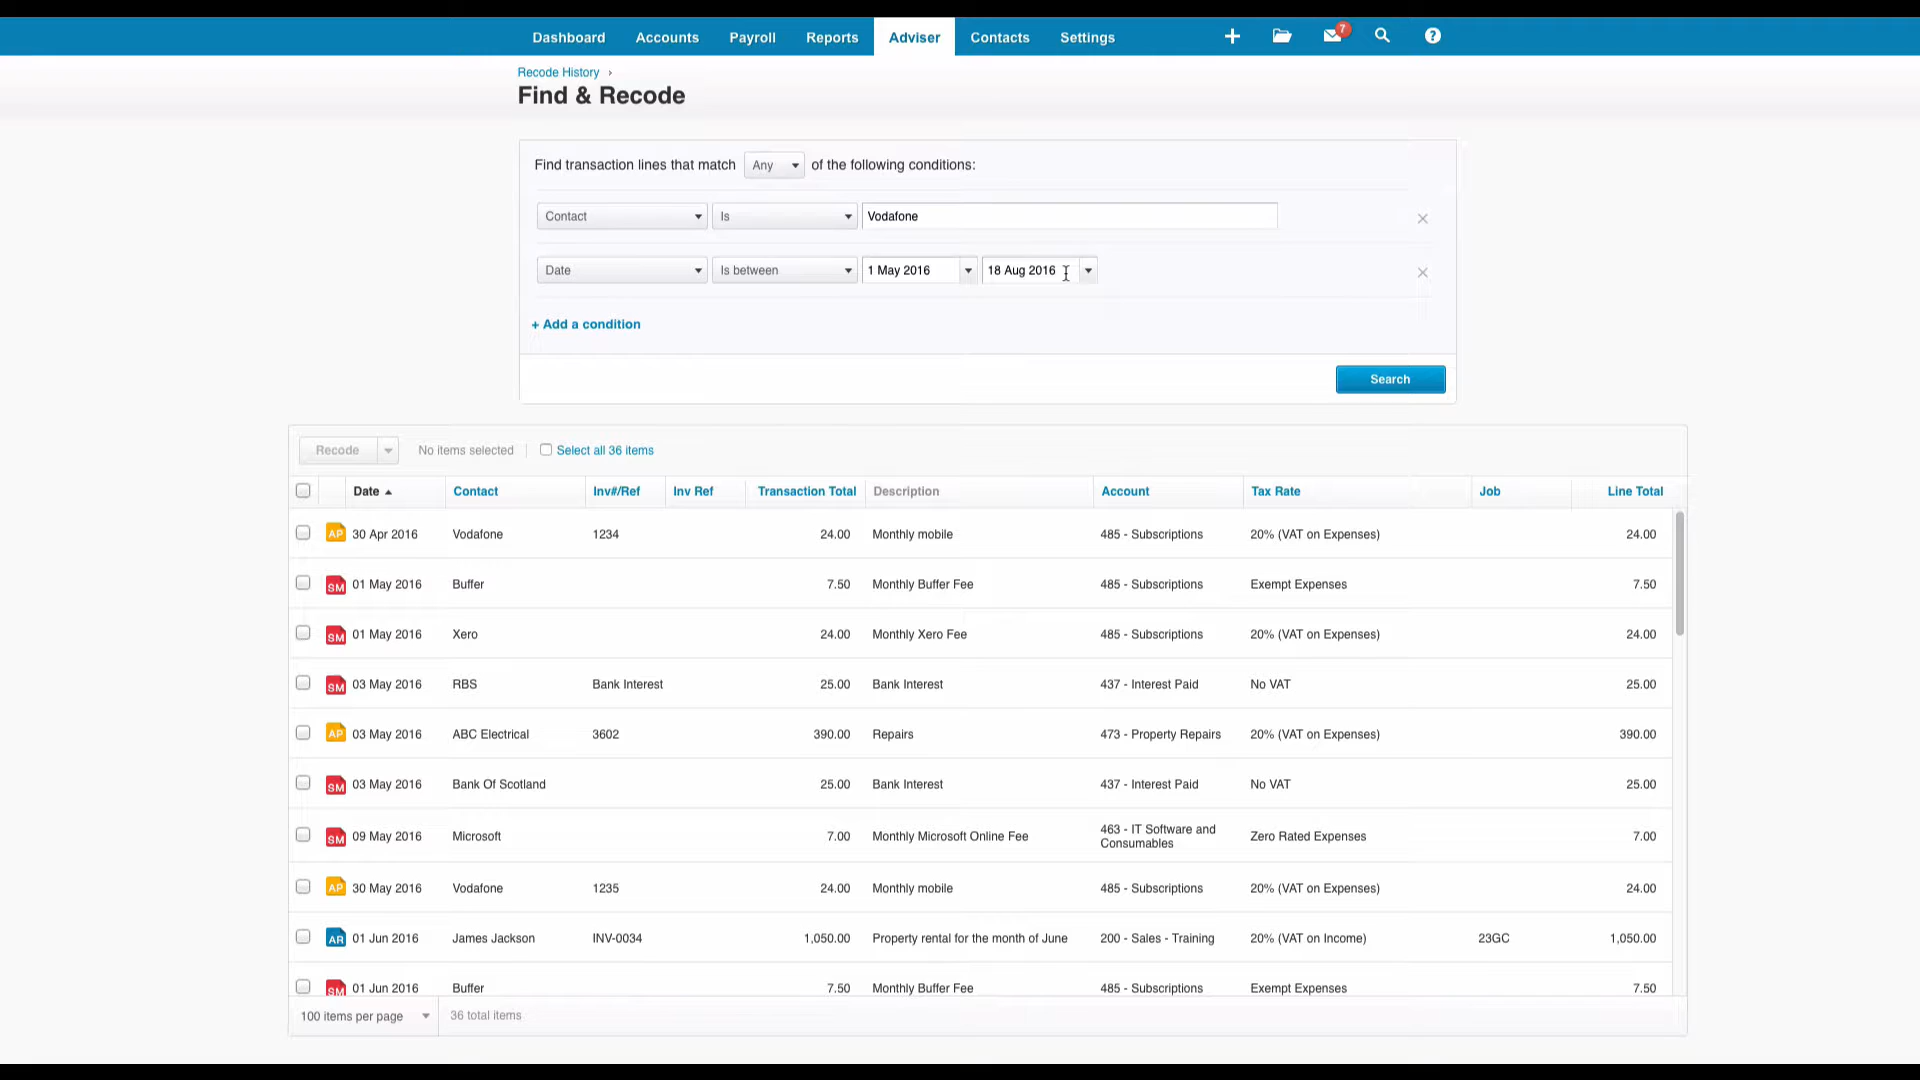 Dashboard Accounts Payroll Reports Adviser Contacts Settings 7 ?
Recode History ›
Find & Recode
Find transaction lines that match Any of the following conditions:
Contact Is Vodafone
Date Is between 1 May 2016 18 Aug 2016
+ Add a condition
Search
Recode No items selected Select all 36 items
Date Contact Inv#/Ref Inv Ref Transaction Total Description Account Tax Rate Job Line Total
AP 30 Apr 2016 Vodafone 1234 24.00 Monthly mobile 485 - Subscriptions 20% (VAT on Expenses) 24.00
SM 01 May 2016 Buffer 7.50 Monthly Buffer Fee 485 - Subscriptions Exempt Expenses 7.50
SM 01 May 2016 Xero 24.00 Monthly Xero Fee 485 - Subscriptions 20% (VAT on Expenses) 24.00
SM 03 May 2016 RBS Bank Interest 25.00 Bank Interest 437 - Interest Paid No VAT 25.00
AP 03 May 2016 ABC Electrical 3602 390.00 Repairs 473 - Property Repairs 20% (VAT on Expenses) 390.00
SM 03 May 2016 Bank Of Scotland 25.00 Bank Interest 437 - Interest Paid No VAT 25.00
SM 09 May 2016 Microsoft 7.00 Monthly Microsoft Online Fee 463 - IT Software and Consumables Zero Rated Expenses 7.00
AP 30 May 2016 Vodafone 1235 24.00 Monthly mobile 485 - Subscriptions 20% (VAT on Expenses) 24.00
AR 01 Jun 2016 James Jackson INV-0034 1,050.00 Property rental for the month of June 200 - Sales - Training 20% (VAT on Income) 23GC 1,050.00
SM 01 Jun 2016 Buffer 7.50 Monthly Buffer Fee 485 - Subscriptions Exempt Expenses 7.50
100 items per page 36 total items